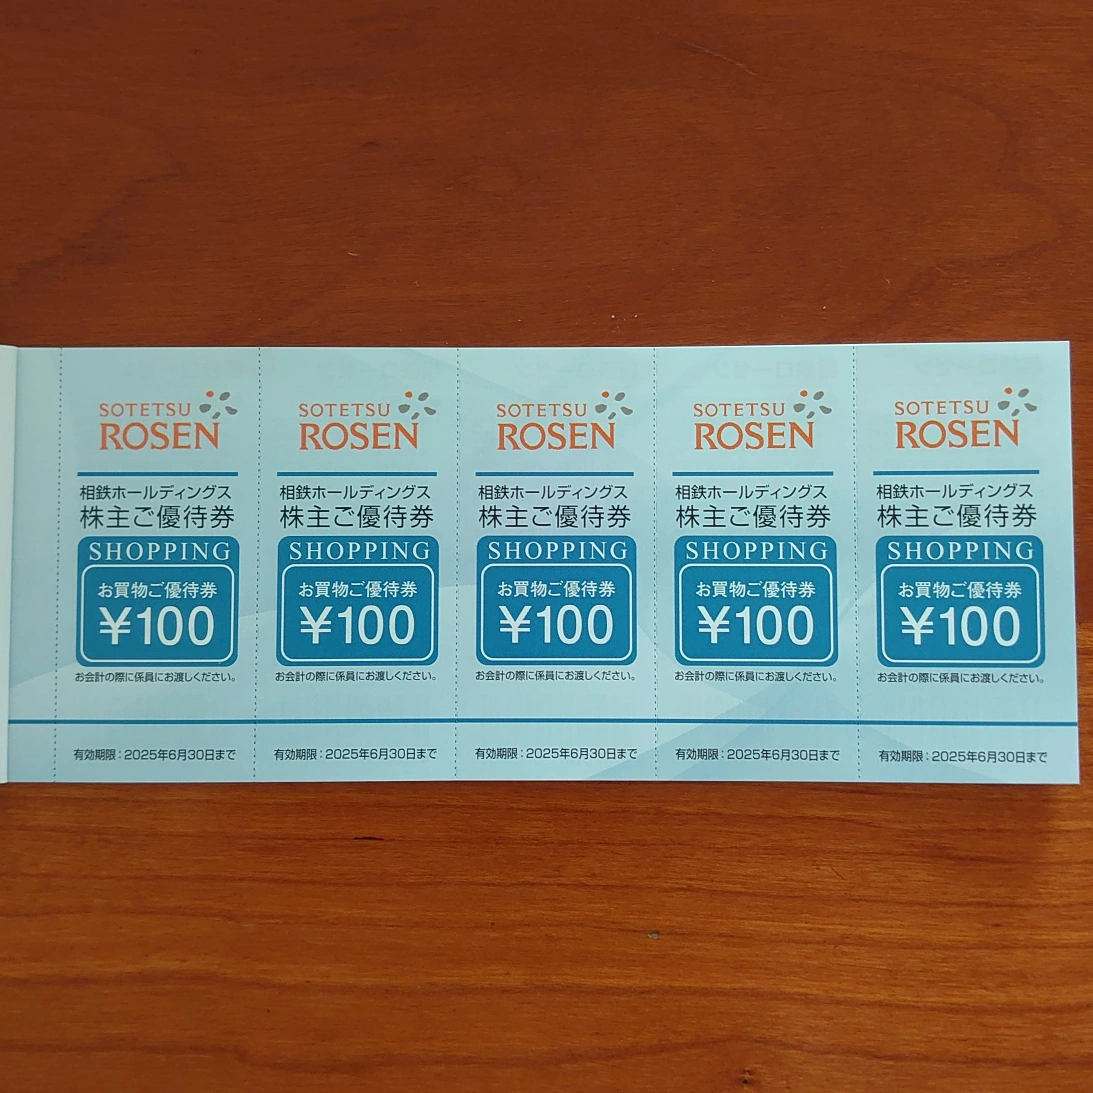 SOTETSU
ROSEN
相鉄ホールディングス
株主ご優待券
SHOPPING
お買物ご優待券
¥100
お会計の際に係員にお渡しください。
有効期限：2025年6月30日まで
SOTETSU
ROSEN
相鉄ホールディングス
株主ご優待券
SHOPPING
お買物ご優待券
¥100
お会計の際に係員にお渡しください。
有効期限：2025年6月30日まで
SOTETSU
ROSEN
相鉄ホールディングス
株主ご優待券
SHOPPING
お買物ご優待券
¥100
お会計の際に係員にお渡しください。
有効期限：2025年6月30日まで
SOTETSU
ROSEN
相鉄ホールディングス
株主ご優待券
SHOPPING
お買物ご優待券
¥100
お会計の際に係員にお渡しください。
有効期限：2025年6月30日まで
SOTETSU
ROSEN
相鉄ホールディングス
株主ご優待券
SHOPPING
お買物ご優待券
¥100
お会計の際に係員にお渡しください。
有効期限：2025年6月30日まで